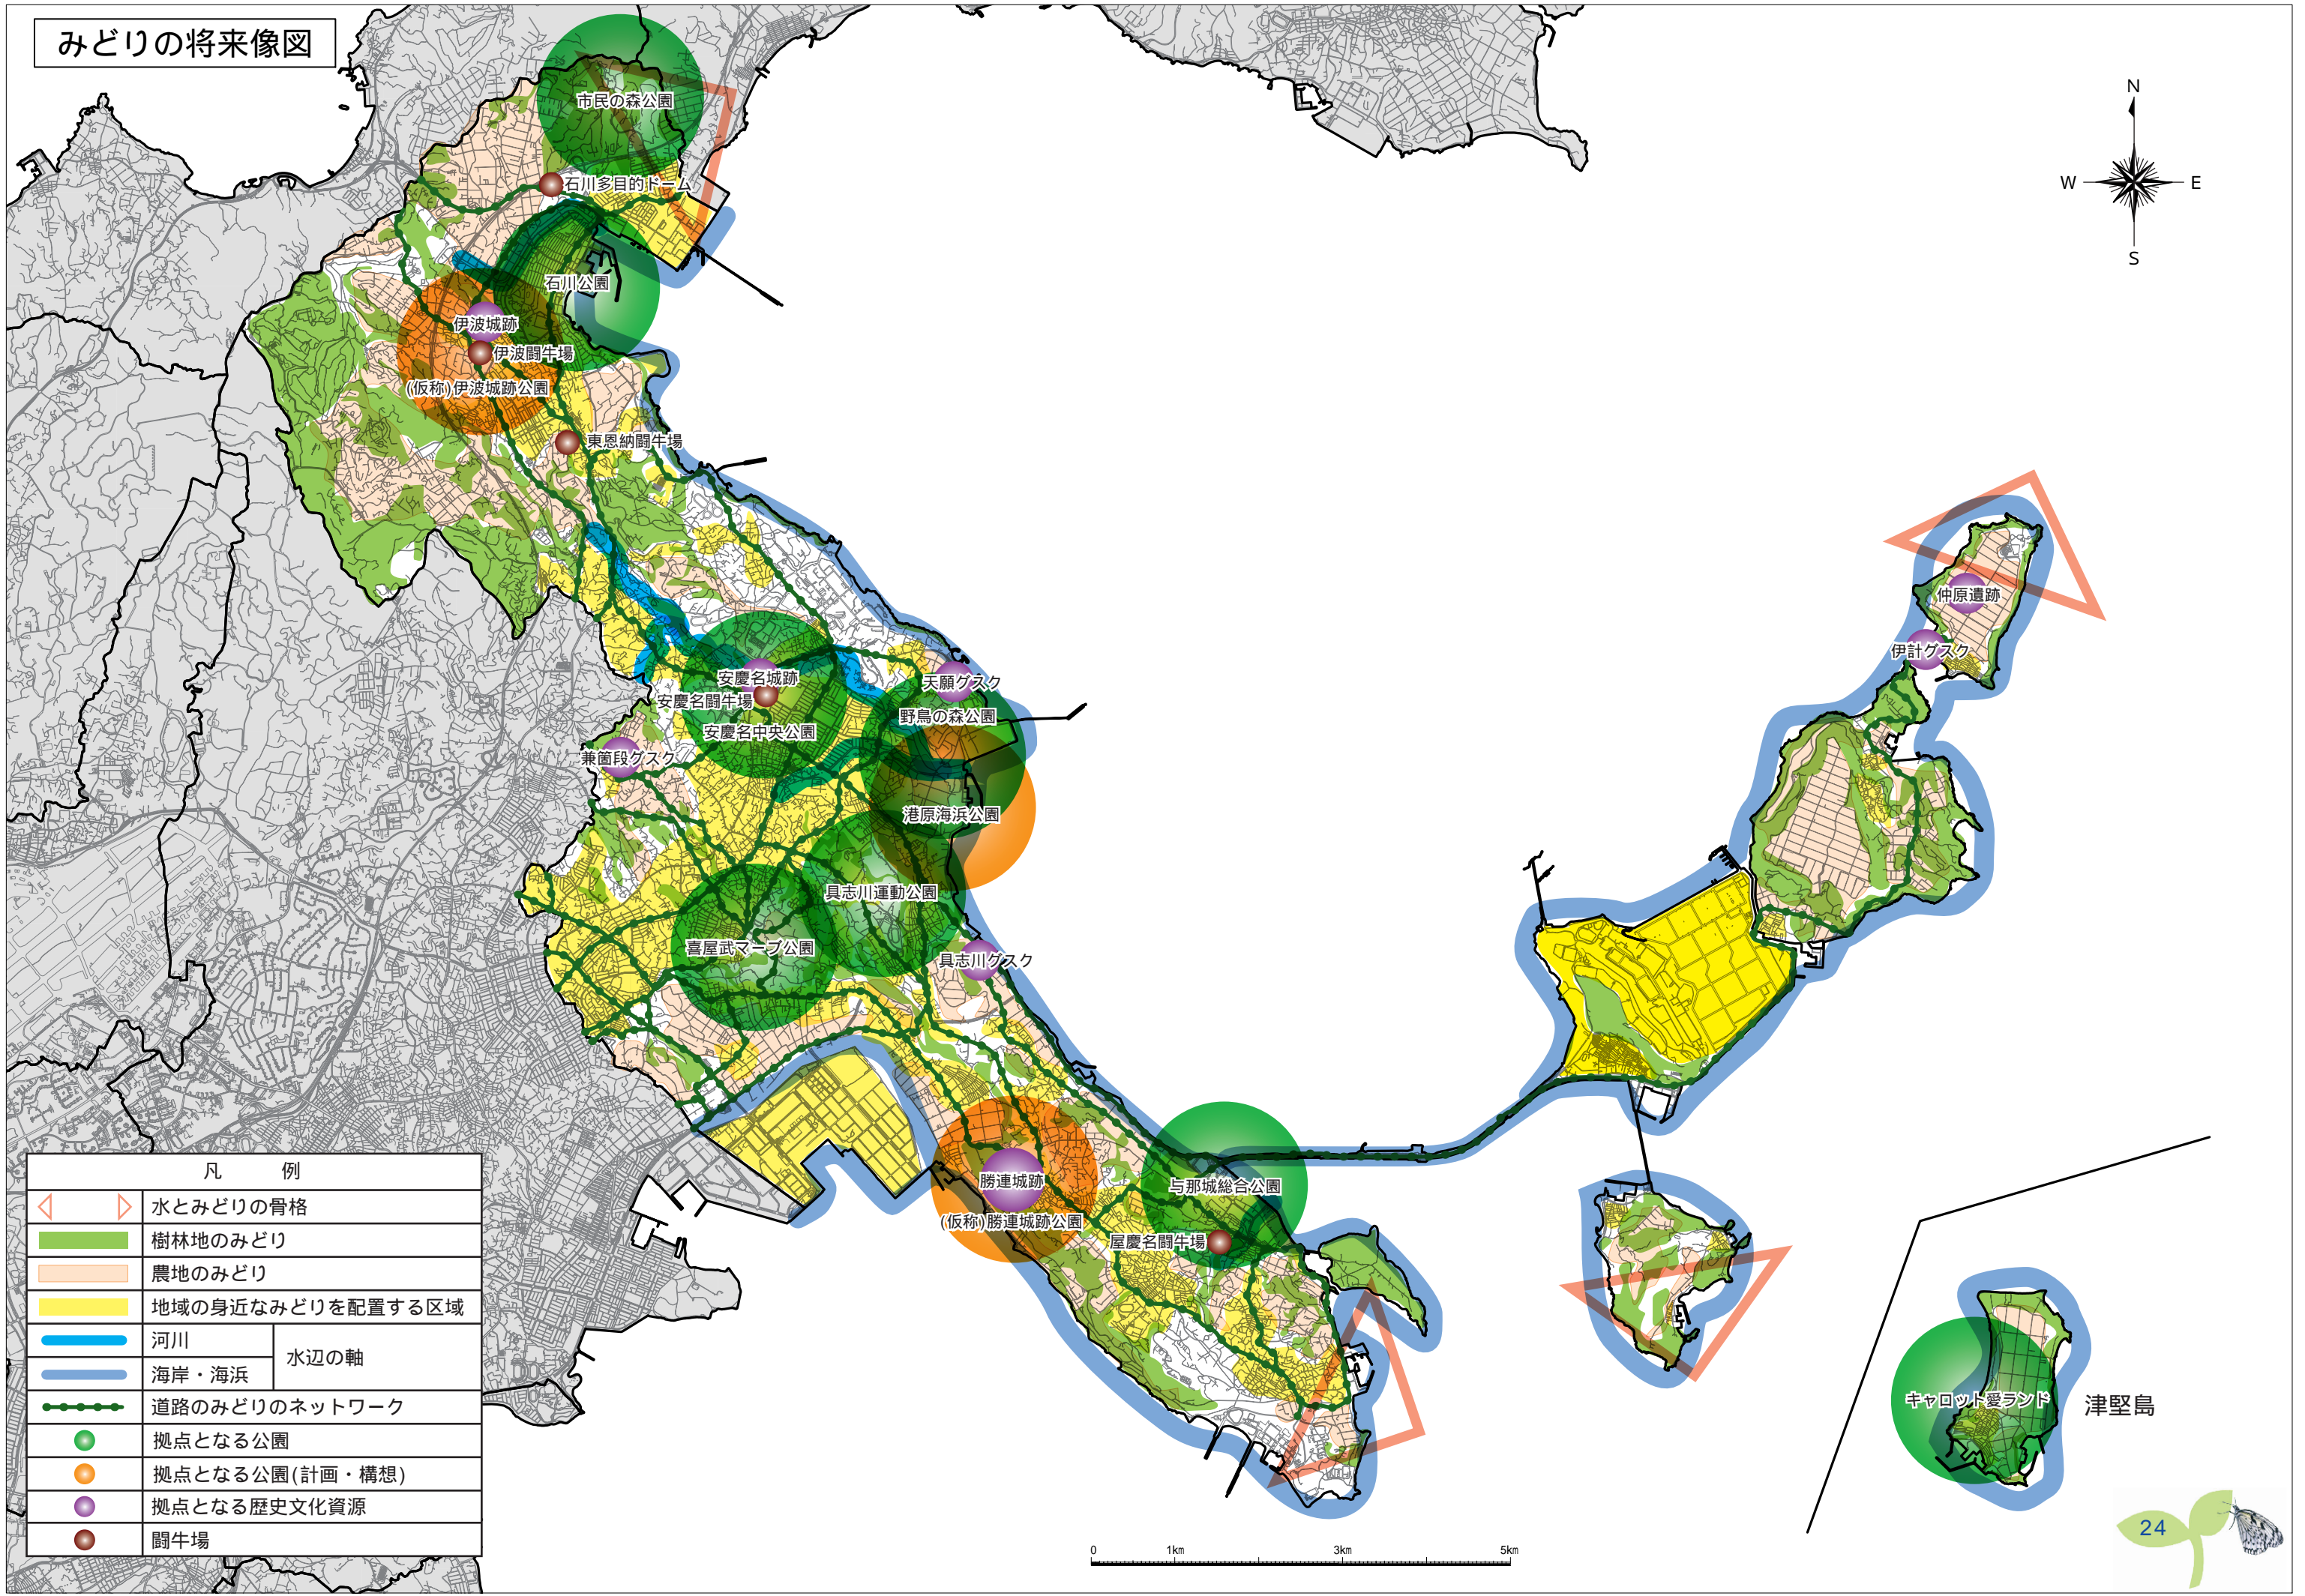 みどりの将来像図
N
W
E
S
市民の森公園
石川多目的ドーム
石川公園
伊波城跡
伊波闘牛場
(仮称)伊波城跡公園
東恩納闘牛場
仲原遺跡
伊計グスク
安慶名城跡
天願グスク
安慶名闘牛場
野鳥の森公園
安慶名中央公園
兼箇段グスク
港原海浜公園
具志川運動公園
喜屋武マーブ公園
具志川グスク
勝連城跡
与那城総合公園
(仮称)勝連城跡公園
屋慶名闘牛場
キャロット愛ランド
津堅島
凡 例
水とみどりの骨格
樹林地のみどり
農地のみどり
地域の身近なみどりを配置する区域
河川
水辺の軸
海岸・海浜
道路のみどりのネットワーク
拠点となる公園
拠点となる公園(計画・構想)
拠点となる歴史文化資源
闘牛場
0 1km 3km 5km
24